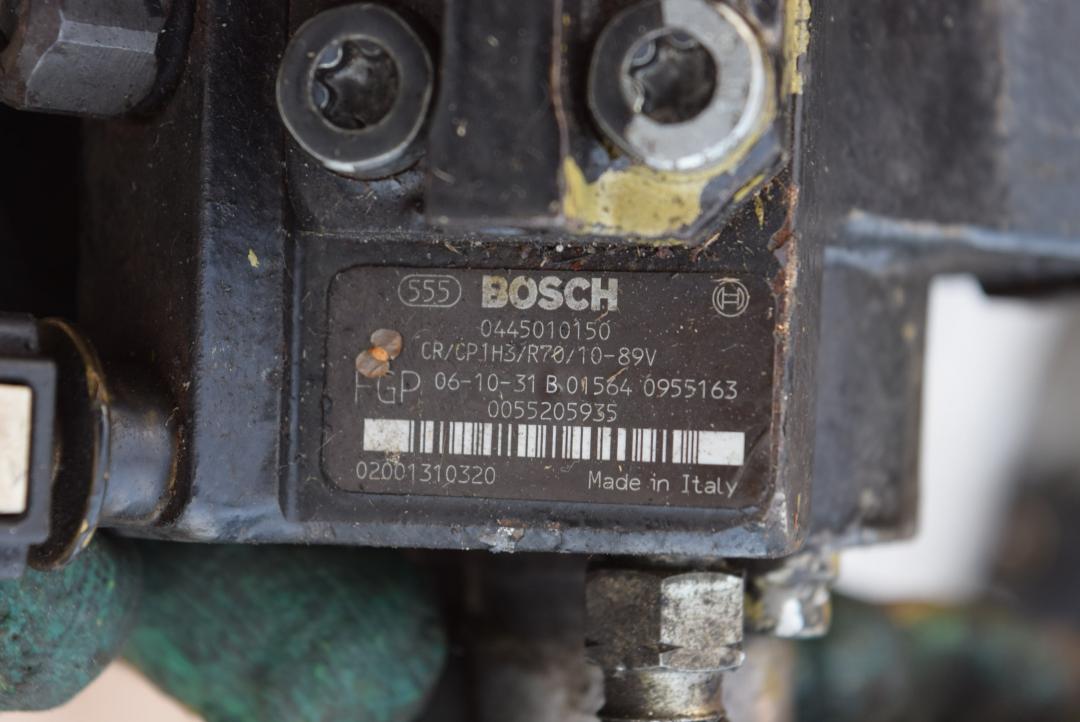 555 BOSCH
0445010150
CR/CP1H3/R70/10-89V
FGP 06-10-31 B 01564 0955163
0055205935
02001310320 Made in Italy